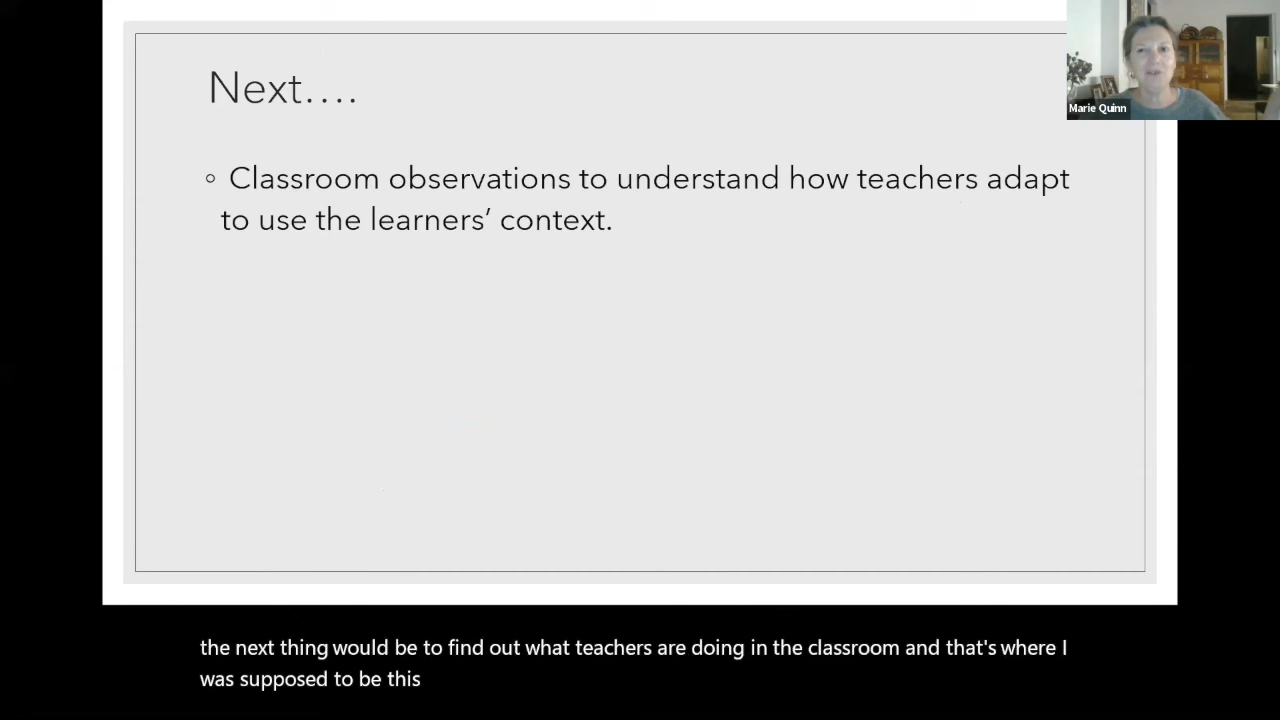 Next....
Marie Quinn
◦ Classroom observations to understand how teachers adapt
to use the learners’ context.
the next thing would be to find out what teachers are doing in the classroom and that's where I
was supposed to be this